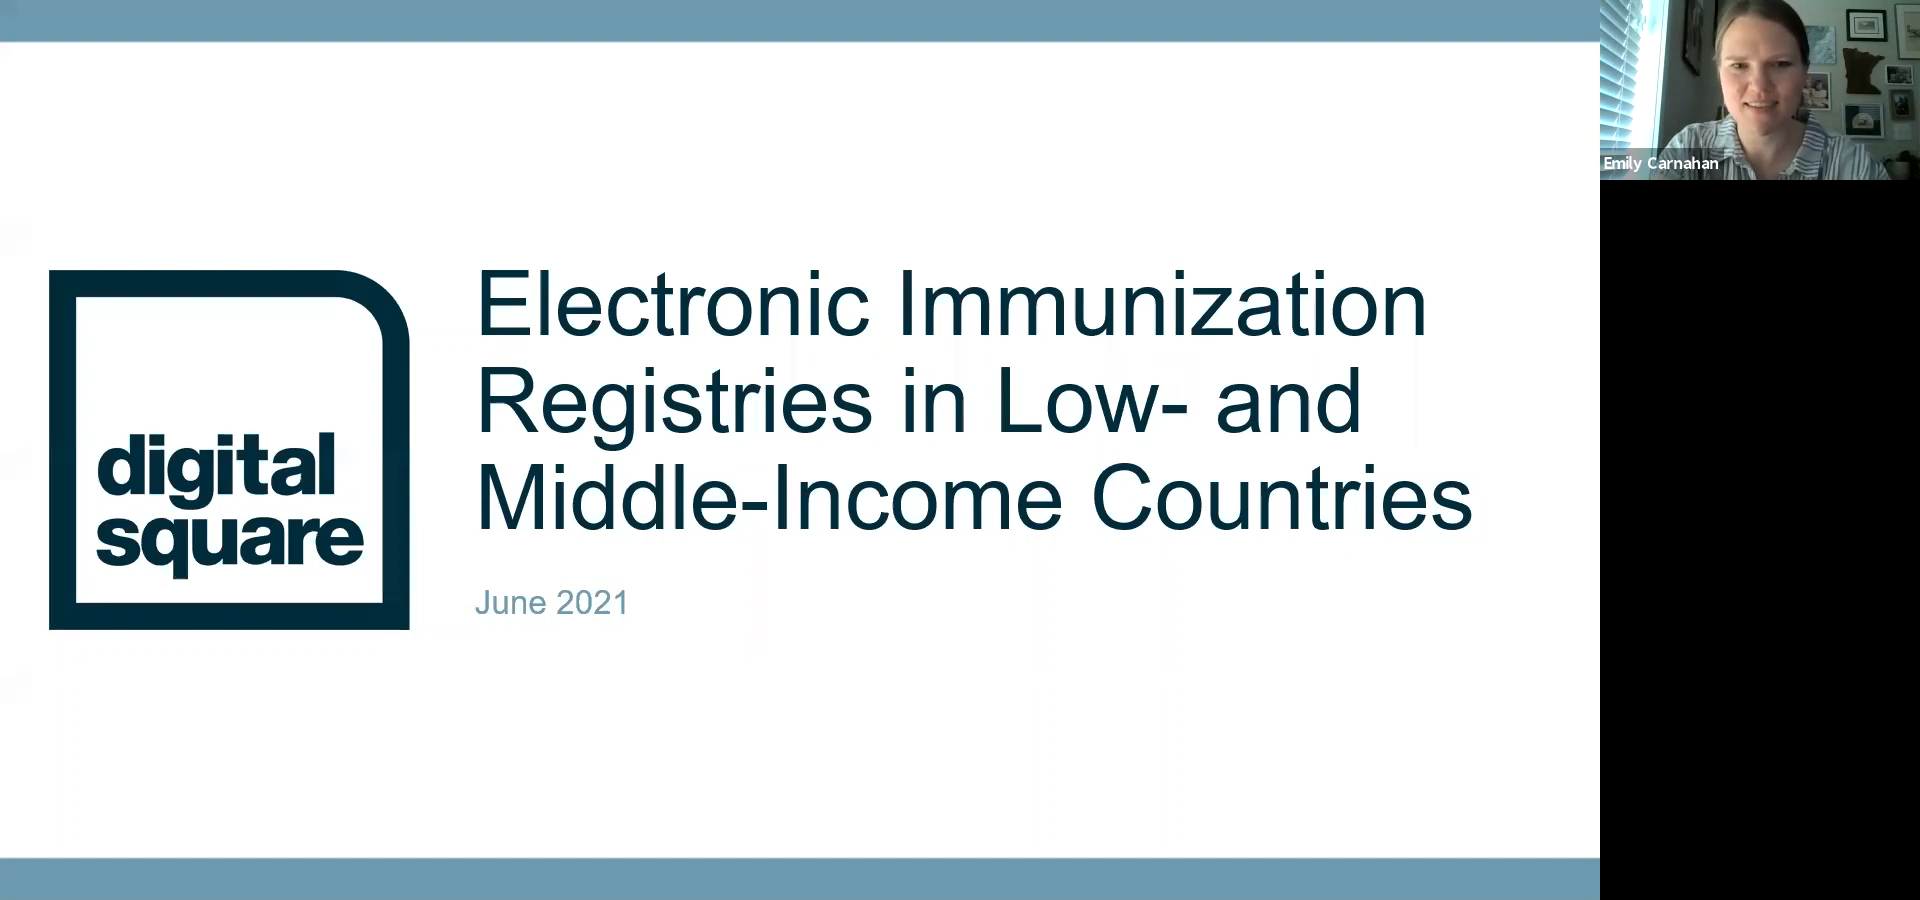 Electronic Immunization
Registries in Low- and
Middle-Income Countries
June 2021
digital
square
Emily Carnahan